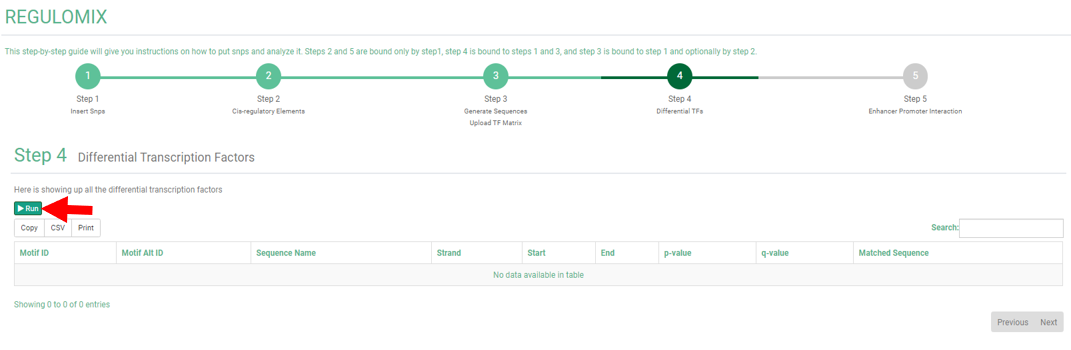 REGULOMIX
This step-by-step guide will give you instructions on how to put snps and analyze it. Steps 2 and 5 are bound only by step1, step 4 is bound to steps 1 and 3, and step 3 is bound to step 1 and optionally by step 2.
1 2 3 4 5
Step 1 Step 2 Step 3 Step 4 Step 5
Insert Snps Cis-regulatory Elements Generate Sequences Differential TFs Enhancer Promoter Interaction
Upload TF Matrix
Step 4 Differential Transcription Factors
Here is showing up all the differential transcription factors
Run
Copy CSV Print Search:
Motif ID Motif Alt ID Sequence Name Strand Start End p-value q-value Matched Sequence
No data available in table
Showing 0 to 0 of 0 entries
Previous Next